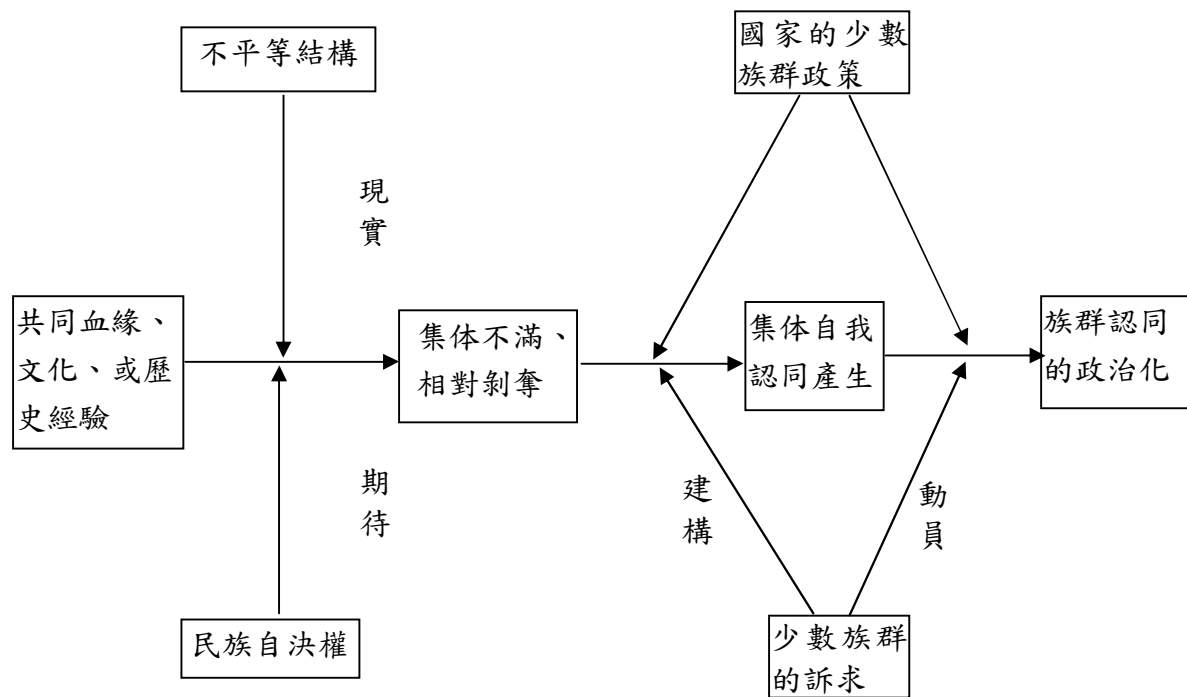 不平等結構
國家的少數
族群政策
現
實
共同血緣、
文化、或歷
史經驗
集体不滿、
相對剝奪
集体自我
認同產生
族群認同
的政治化
期
待
建
構
動
員
民族自決權
少數族群
的訴求